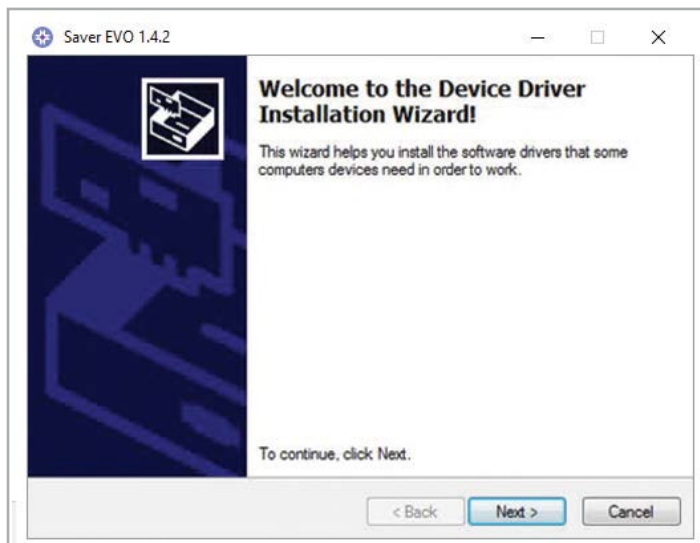 Saver EVO 1.4.2
Welcome to the Device Driver
Installation Wizard!
This wizard helps you install the software drivers that some
computers devices need in order to work.
To continue, click Next.
< Back
Next >
Cancel